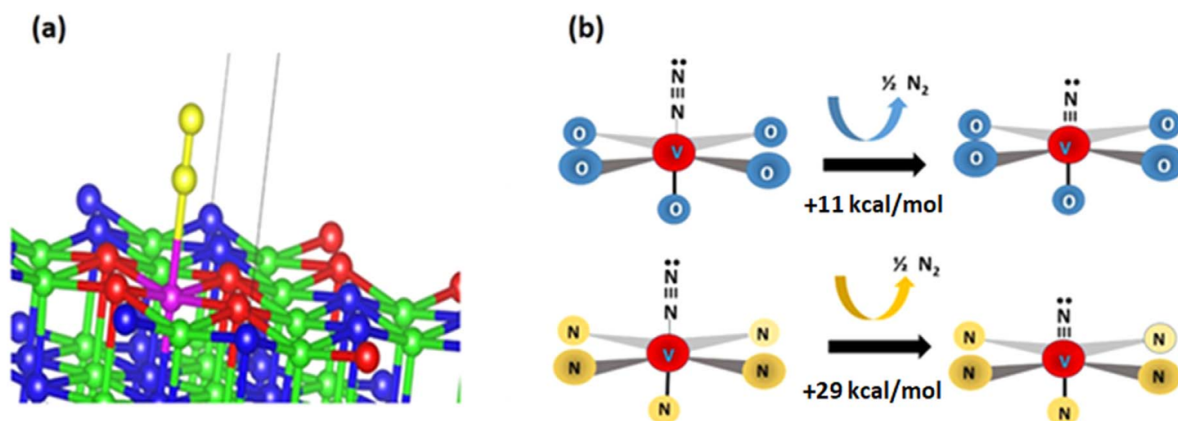 (a)
(b)
N
N
½ N₂
N
O O V O O
O
+11 kcal/mol
O O V O O
O
N
N
½ N₂
N
N N V N N
N
+29 kcal/mol
N N V N N
N